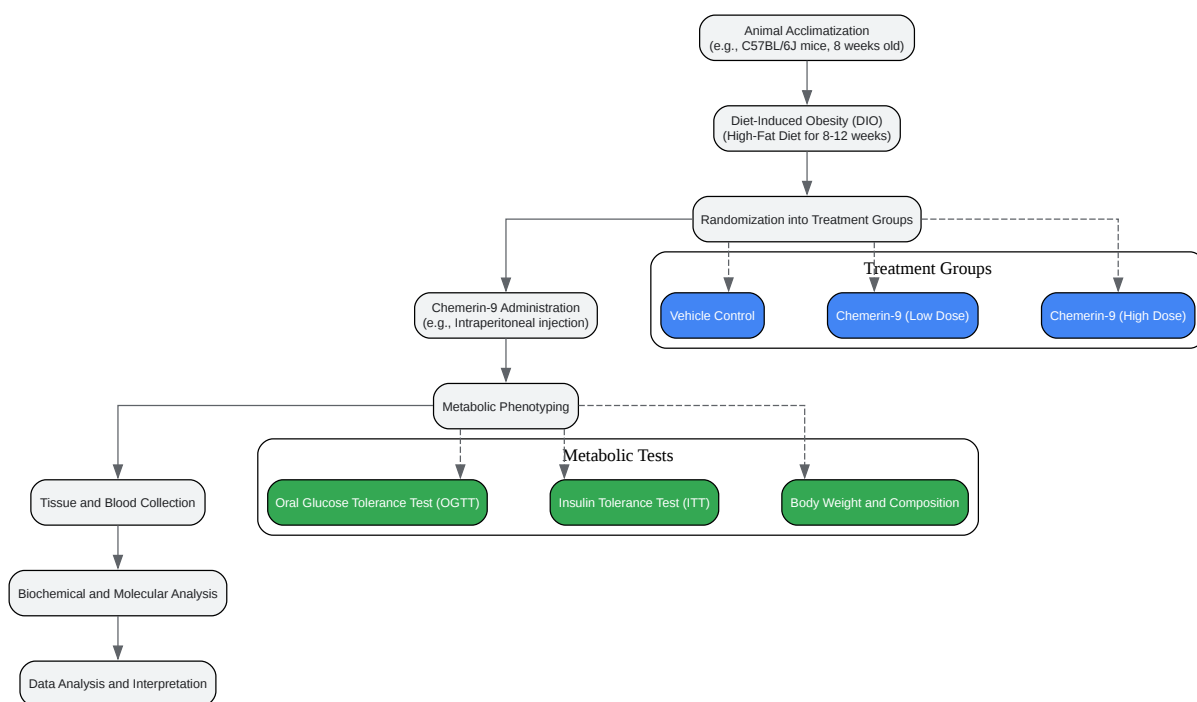 Animal Acclimatization
(e.g., C57BL/6J mice, 8 weeks old)
Diet-Induced Obesity (DIO)
(High-Fat Diet for 8-12 weeks)
Randomization into Treatment Groups
Treatment Groups
Vehicle Control
Chemerin-9 (Low Dose)
Chemerin-9 (High Dose)
Chemerin-9 Administration
(e.g., Intraperitoneal injection)
Metabolic Phenotyping
Metabolic Tests
Oral Glucose Tolerance Test (OGTT)
Insulin Tolerance Test (ITT)
Body Weight and Composition
Tissue and Blood Collection
Biochemical and Molecular Analysis
Data Analysis and Interpretation